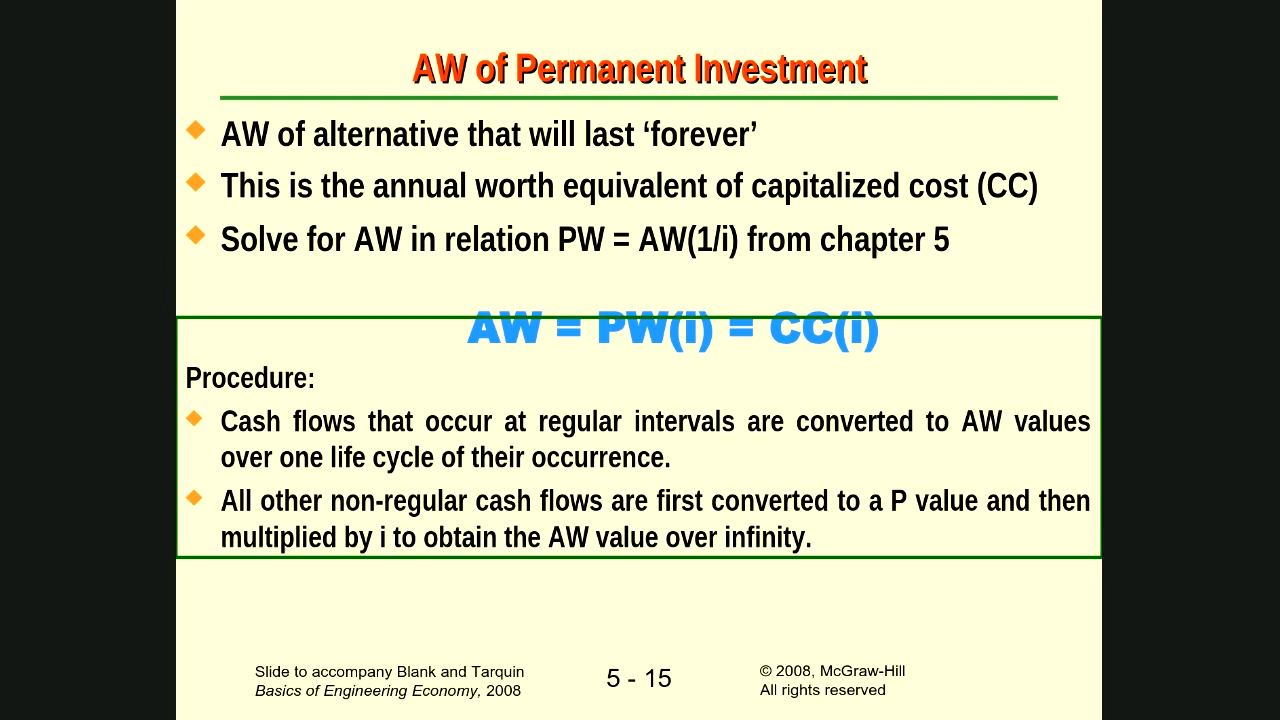 AW of Permanent Investment
AW of alternative that will last ‘forever’
This is the annual worth equivalent of capitalized cost (CC)
Solve for AW in relation PW = AW(1/i) from chapter 5
AW = PW(i) = CC(i)
Procedure:
Cash flows that occur at regular intervals are converted to AW values
over one life cycle of their occurrence.
All other non-regular cash flows are first converted to a P value and then
multiplied by i to obtain the AW value over infinity.
Slide to accompany Blank and Tarquin
Basics of Engineering Economy, 2008
5 - 15
© 2008, McGraw-Hill
All rights reserved